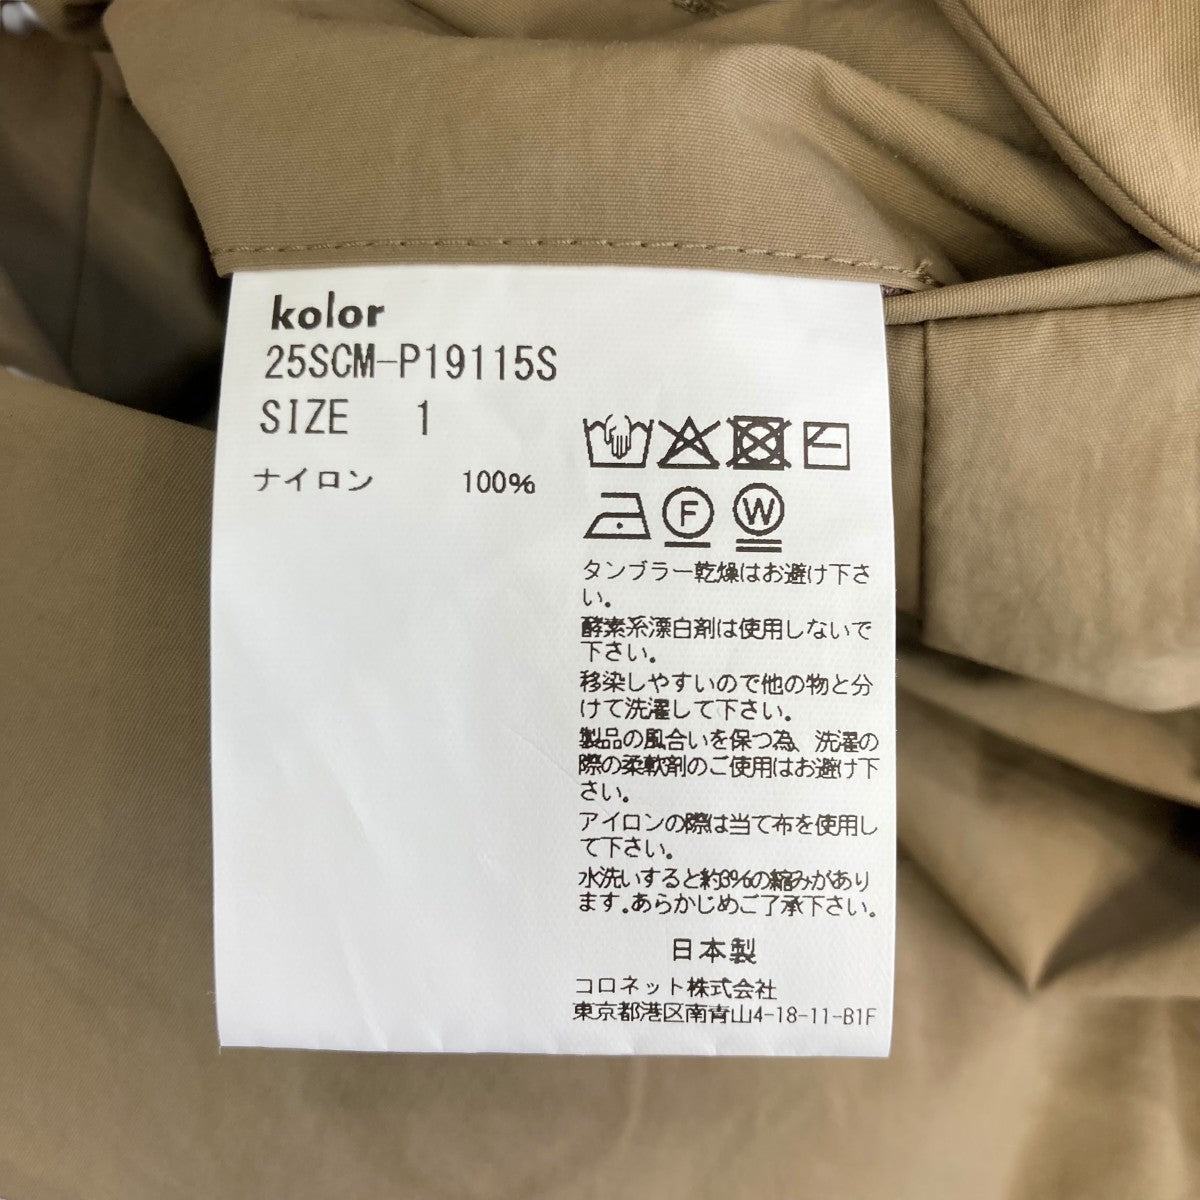 kolor
25SCM-P19115S
SIZE 1
ナイロン 100%
F W
タンブラー乾燥はお避け下さ
い。
酵素系漂白剤は使用しないで
下さい。
移染しやすいので他の物と分
けて洗濯して下さい。
製品の風合いを保つ為、洗濯の
際の柔軟剤のご使用はお避け下
さい。
アイロンの際は当て布を使用し
て下さい。
水洗いすると約3%の縮みがあり
ます。あらかじめご了承下さい。
日本製
コロネット株式会社
東京都港区南青山4-18-11-B1F